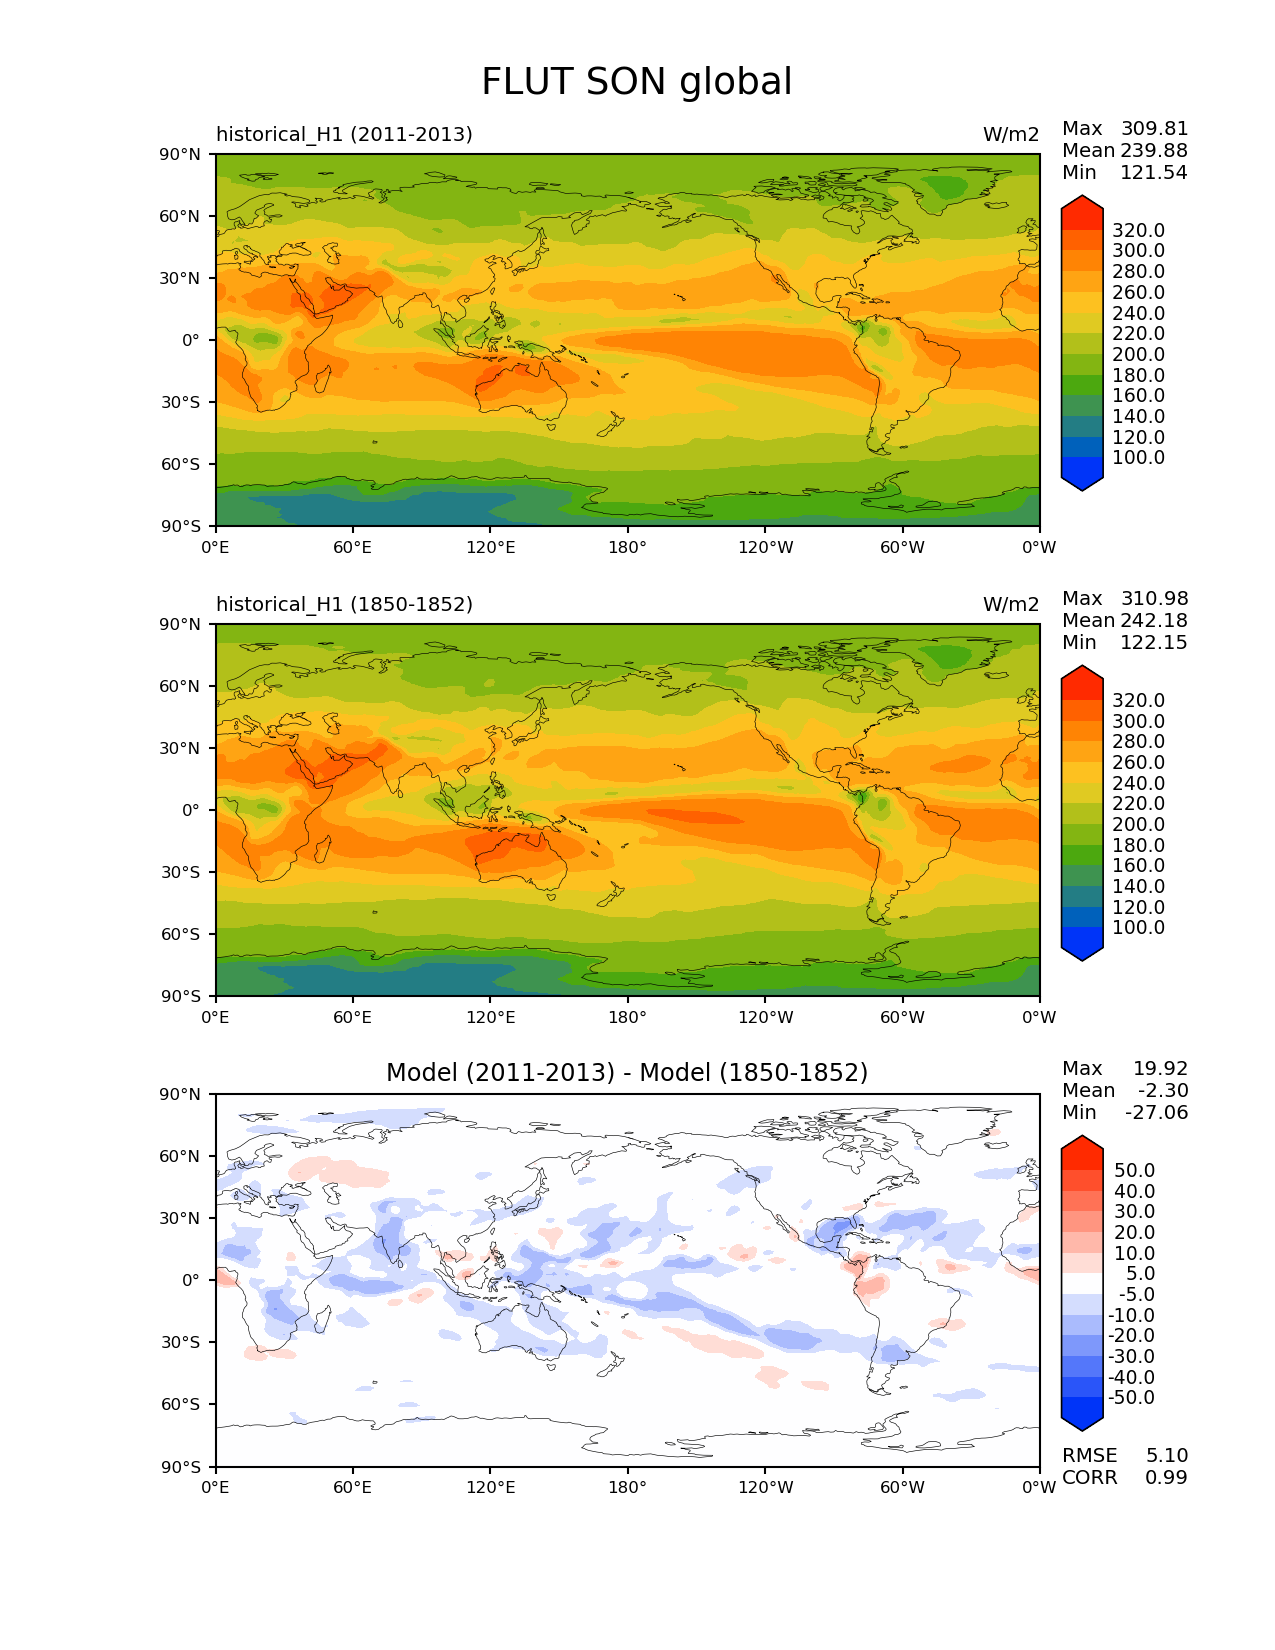 FLUT SON global
historical_H1 (2011-2013) W/m2
Max 309.81
Mean 239.88
Min 121.54
90°N
60°N
30°N
0°
30°S
60°S
90°S
0°E 60°E 120°E 180° 120°W 60°W 0°W
320.0
300.0
280.0
260.0
240.0
220.0
200.0
180.0
160.0
140.0
120.0
100.0
historical_H1 (1850-1852) W/m2
Max 310.98
Mean 242.18
Min 122.15
90°N
60°N
30°N
0°
30°S
60°S
90°S
0°E 60°E 120°E 180° 120°W 60°W 0°W
320.0
300.0
280.0
260.0
240.0
220.0
200.0
180.0
160.0
140.0
120.0
100.0
Model (2011-2013) - Model (1850-1852)
Max 19.92
Mean -2.30
Min -27.06
90°N
60°N
30°N
0°
30°S
60°S
90°S
0°E 60°E 120°E 180° 120°W 60°W 0°W
50.0
40.0
30.0
20.0
10.0
5.0
-5.0
-10.0
-20.0
-30.0
-40.0
-50.0
RMSE 5.10
CORR 0.99